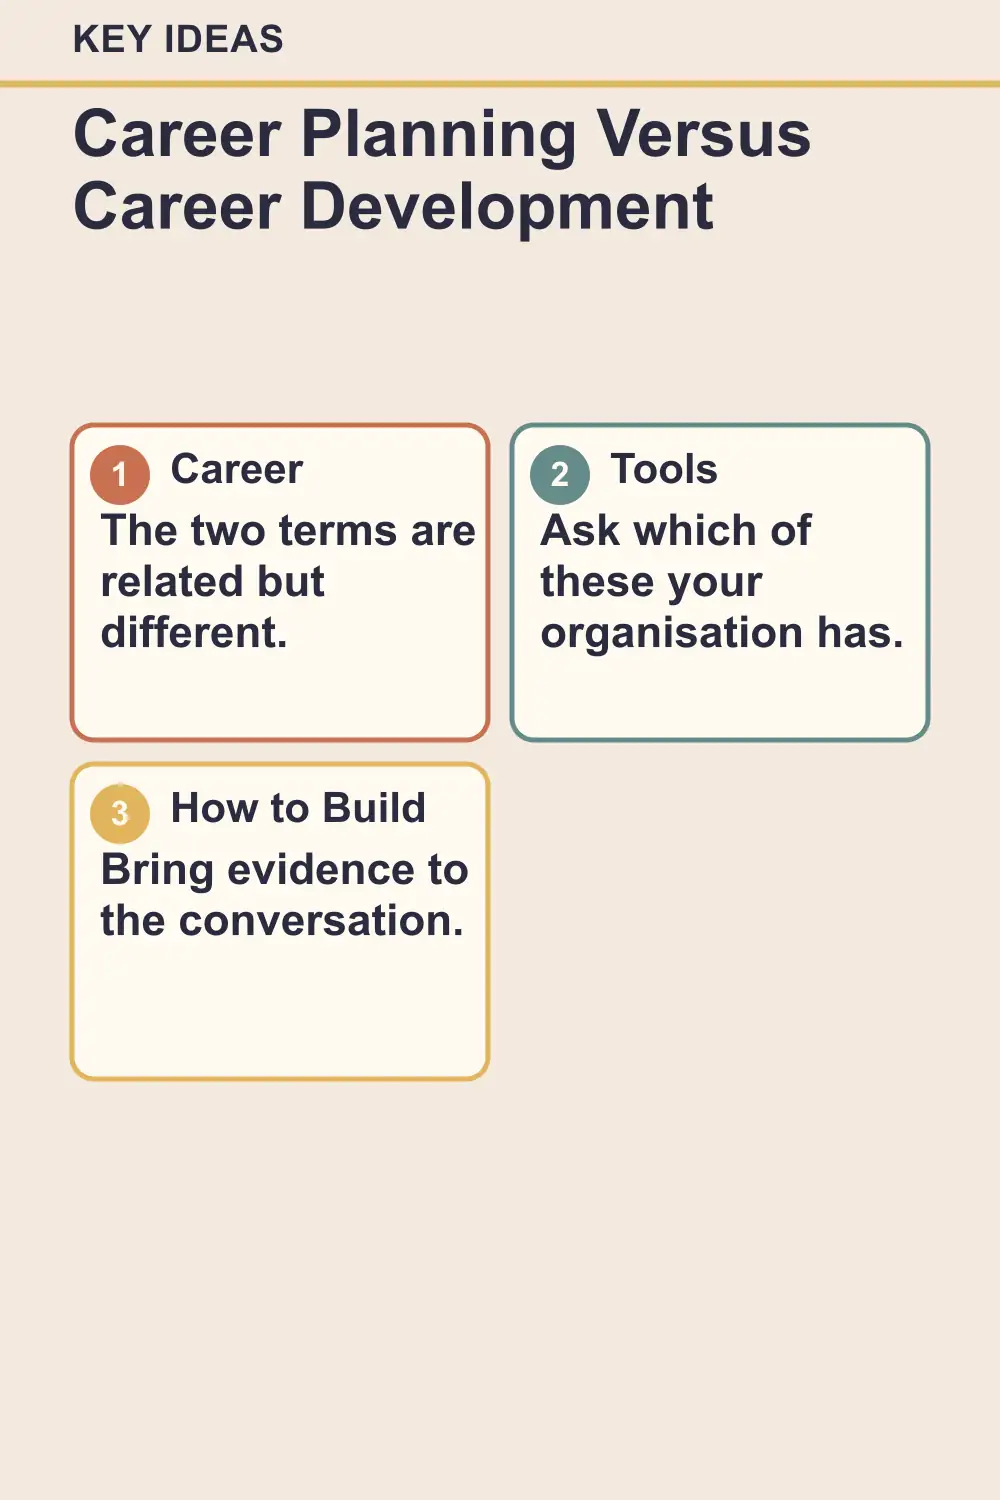 KEY IDEAS
Career Planning Versus
Career Development
1 Career
The two terms are
related but
different.
2 Tools
Ask which of
these your
organisation has.
3 How to Build
Bring evidence to
the conversation.